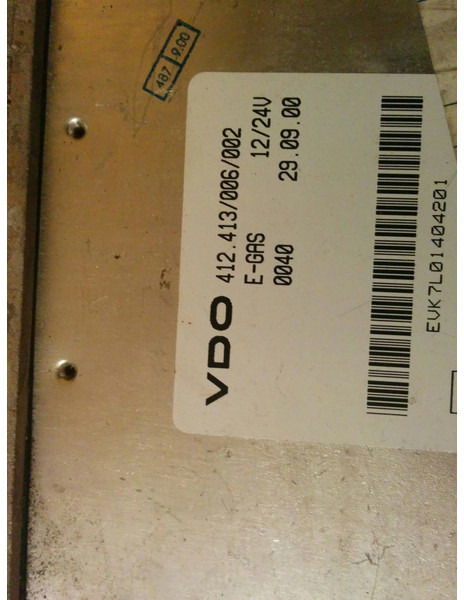 487 9.00
VDO
412.413/006/002
E-GAS 12/24V
0040 29.09.00
EVK7L01404201